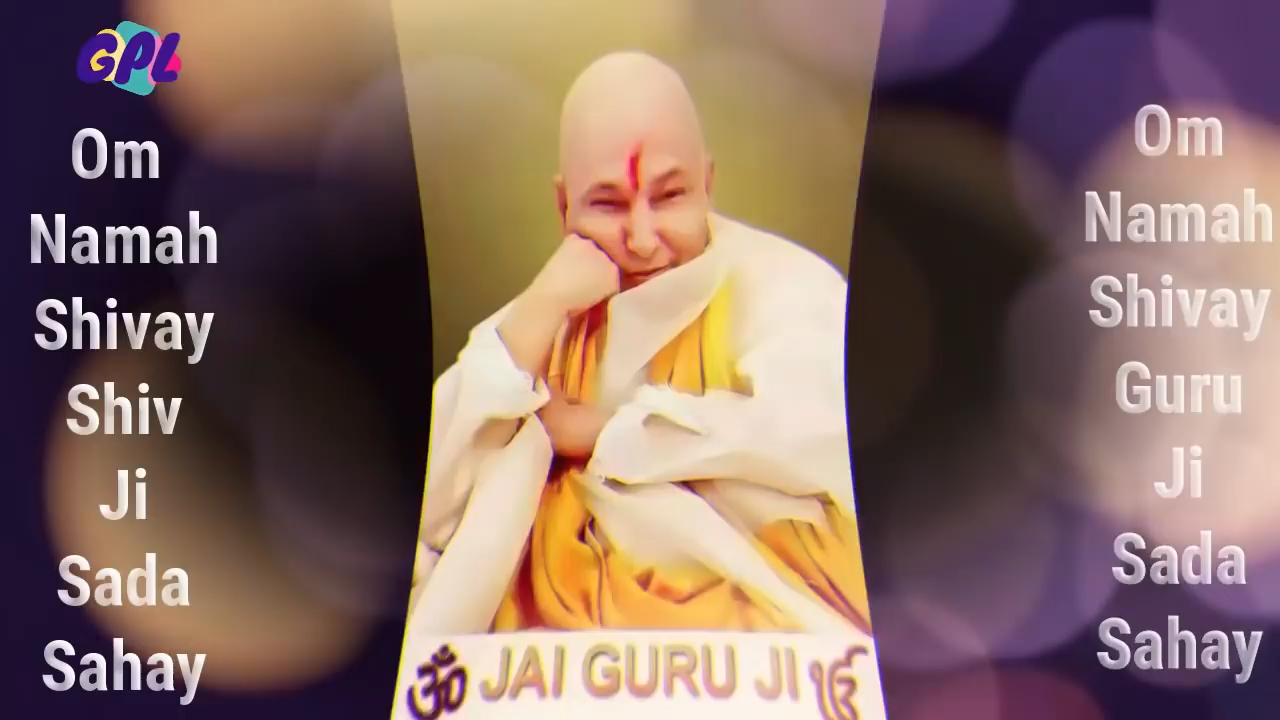 GPL
Om
Namah
Shivay
Shiv
Ji
Sada
Sahay
Om
Namah
Shivay
Guru
Ji
Sada
Sahay
ॐ JAI GURU JI ੴ